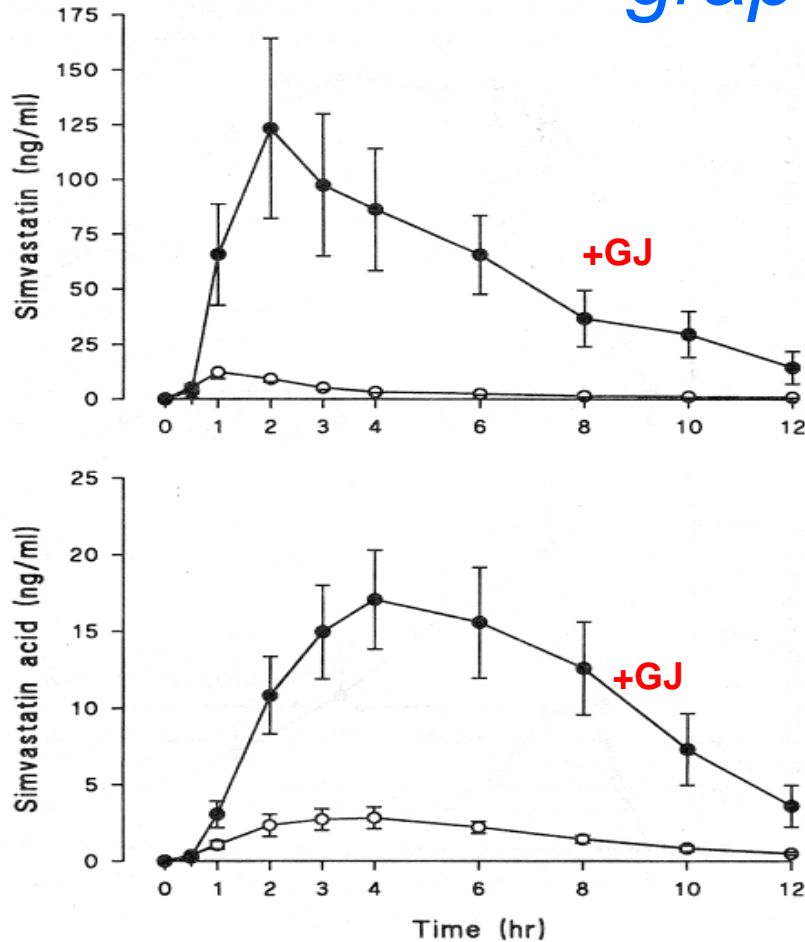 grap
175
150
125
100
75
50
25
0
Simvastatin (ng/ml)
+GJ
0 1 2 3 4 6 8 10 12
25
20
15
10
5
0
Simvastatin acid (ng/ml)
+GJ
0 1 2 3 4 6 8 10 12
Time (hr)